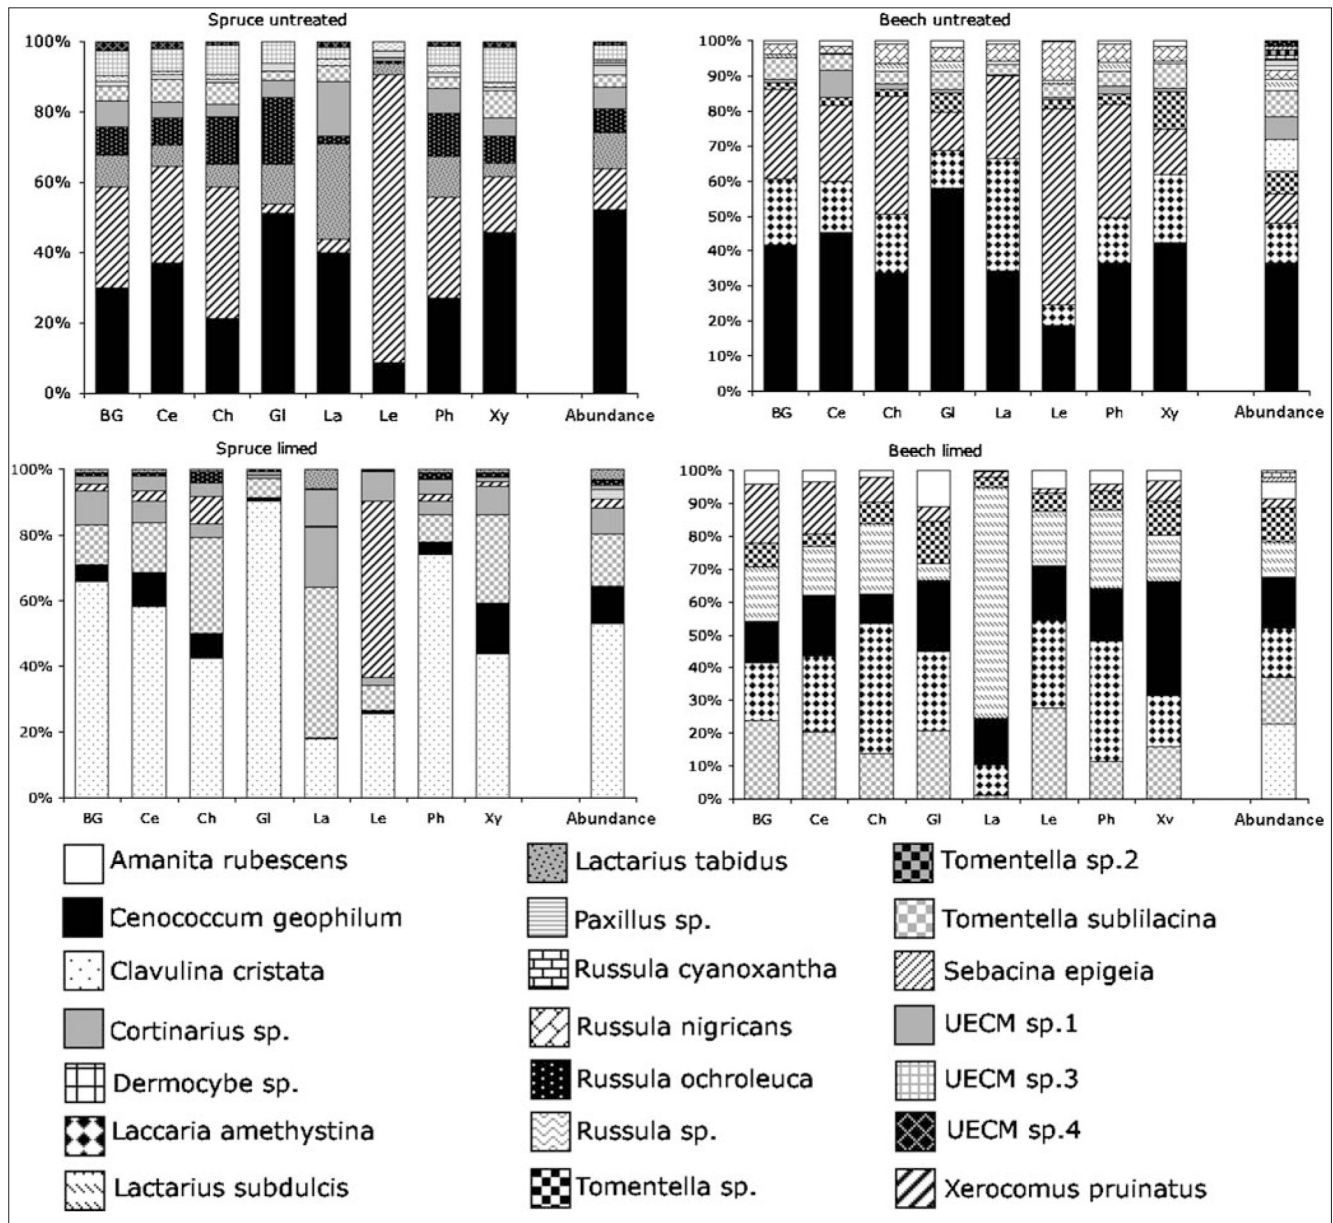 Spruce untreated
100%
80%
60%
40%
20%
0%
BG Ce Ch Gl La Le Ph Xy Abundance
Beech untreated
100%
90%
80%
70%
60%
50%
40%
30%
20%
10%
0%
BG Ce Ch Gl La Le Ph Xy Abundance
Spruce limed
100%
80%
60%
40%
20%
0%
BG Ce Ch Gl La Le Ph Xy Abundance
Beech limed
100%
90%
80%
70%
60%
50%
40%
30%
20%
10%
0%
BG Ce Ch Gl La Le Ph Xv Abundance
Amanita rubescens
Cenococcum geophilum
Clavulina cristata
Cortinarius sp.
Dermocybe sp.
Laccaria amethystina
Lactarius subdulcis
Lactarius tabidus
Paxillus sp.
Russula cyanoxantha
Russula nigricans
Russula ochroleuca
Russula sp.
Tomentella sp.
Tomentella sp.2
Tomentella sublilacina
Sebacina epigeia
UECM sp.1
UECM sp.3
UECM sp.4
Xerocomus pruinatus